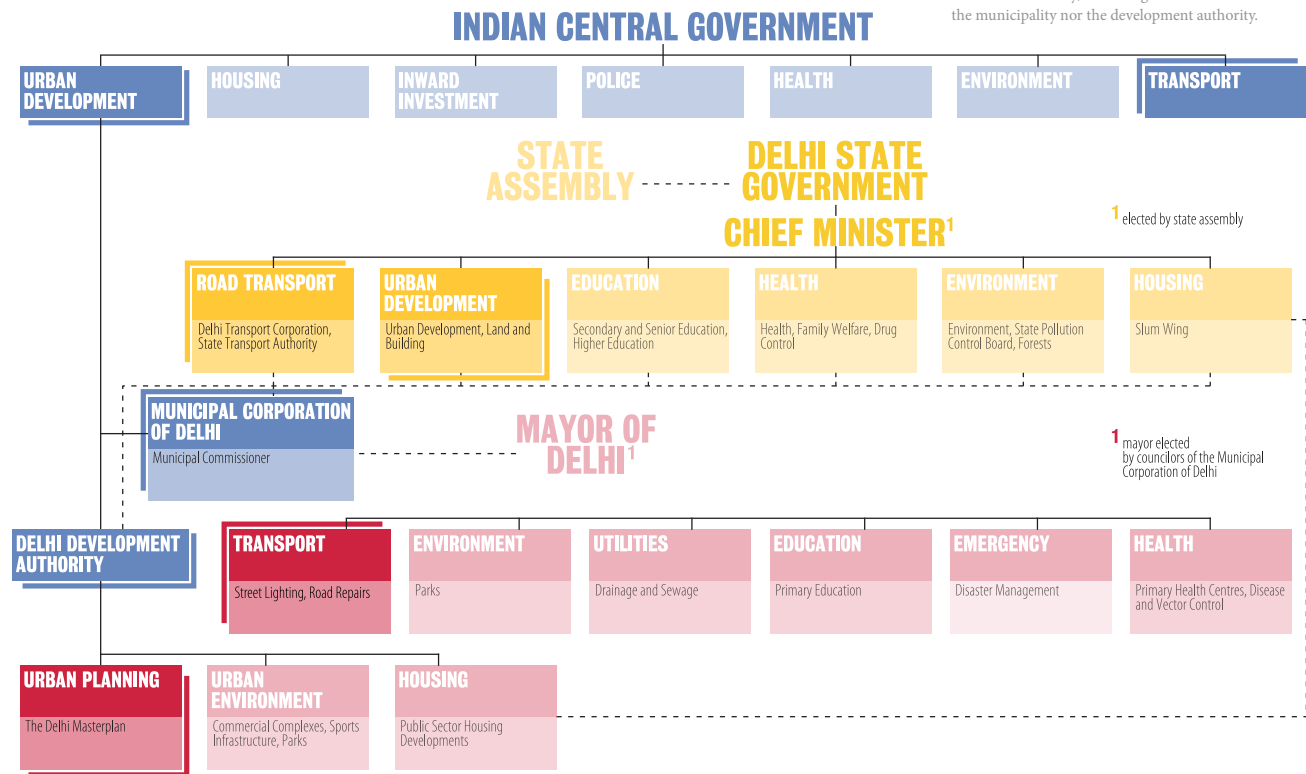 the municipality nor the development authority.
INDIAN CENTRAL GOVERNMENT
URBAN
DEVELOPMENT
HOUSING
INWARD
INVESTMENT
POLICE
HEALTH
ENVIRONMENT
TRANSPORT
STATE
ASSEMBLY
DELHI STATE
GOVERNMENT
CHIEF MINISTER¹
1 elected by state assembly
ROAD TRANSPORT
Delhi Transport Corporation,
State Transport Authority
URBAN
DEVELOPMENT
Urban Development, Land and
Building
EDUCATION
Secondary and Senior Education,
Higher Education
HEALTH
Health, Family Welfare, Drug
Control
ENVIRONMENT
Environment, State Pollution
Control Board, Forests
HOUSING
Slum Wing
MUNICIPAL CORPORATION
OF DELHI
Municipal Commissioner
MAYOR OF
DELHI¹
1 mayor elected
by councilors of the Municipal
Corporation of Delhi
DELHI DEVELOPMENT
AUTHORITY
TRANSPORT
Street Lighting, Road Repairs
ENVIRONMENT
Parks
UTILITIES
Drainage and Sewage
EDUCATION
Primary Education
EMERGENCY
Disaster Management
HEALTH
Primary Health Centres, Disease
and Vector Control
URBAN PLANNING
The Delhi Masterplan
URBAN
ENVIRONMENT
Commercial Complexes, Sports
Infrastructure, Parks
HOUSING
Public Sector Housing
Developments